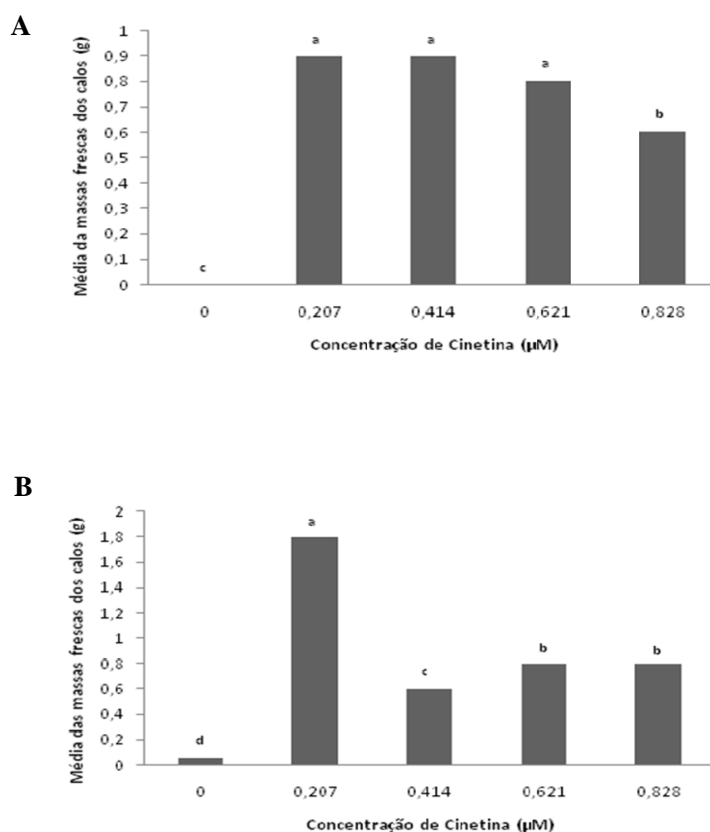 A
Média da massas frescas dos calos (g)
1
0,9
0,8
0,7
0,6
0,5
0,4
0,3
0,2
0,1
0
c
a
a
a
b
0
0,207
0,414
0,621
0,828
Concentração de Cinetina (µM)
B
Média das massas frescas dos calos (g)
2
1,8
1,6
1,4
1,2
1
0,8
0,6
0,4
0,2
0
d
a
c
b
b
0
0,207
0,414
0,621
0,828
Concentração de Cinetina (µM)